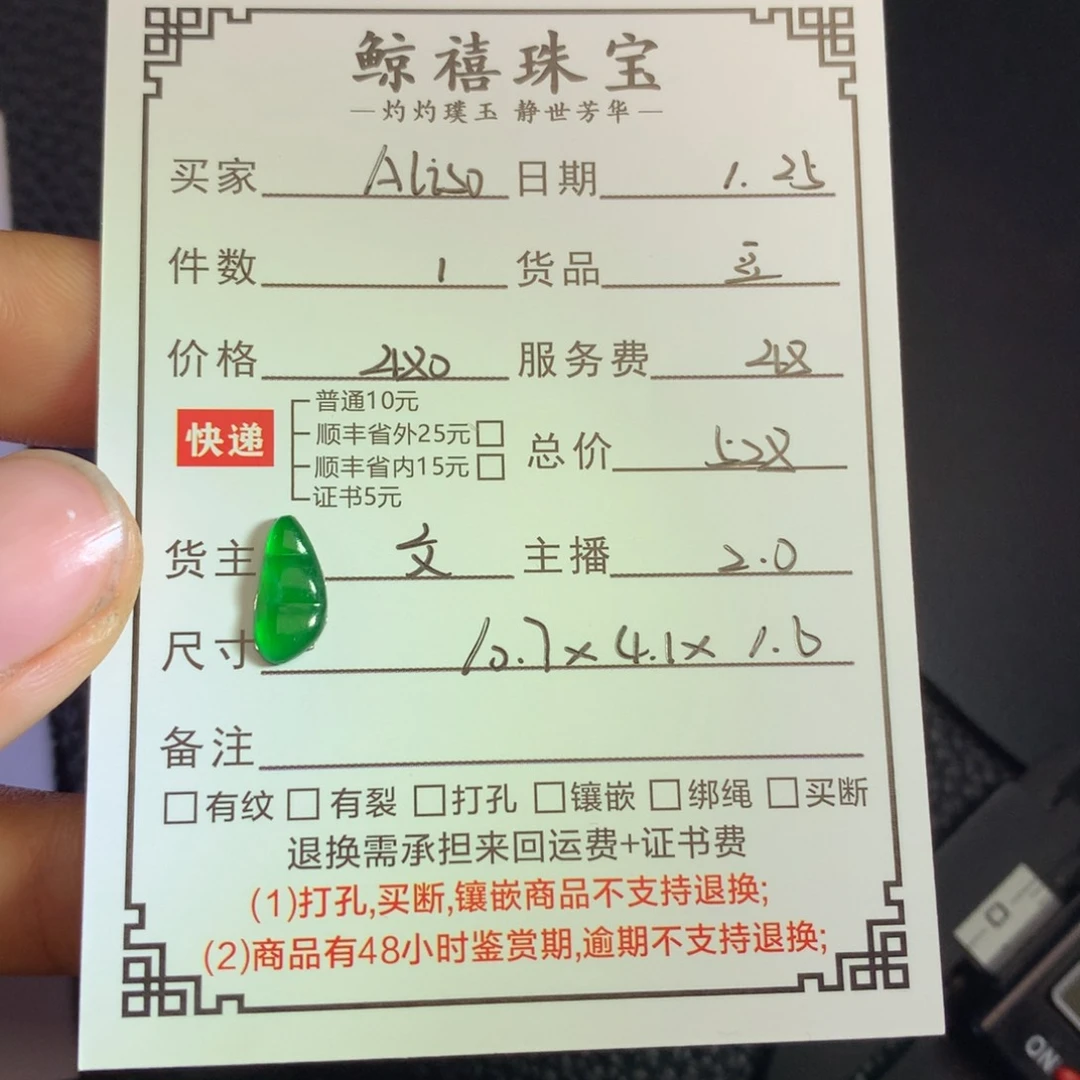 鲸禧珠宝
灼灼璞玉 静世芳华
买家 Aliso 日期 1.25
件数 1 货品 豆
价格 480 服务费 48
快递
普通10元
顺丰省外25元
顺丰省内15元
证书5元
总价 528
货主 文 主播 2.0
尺寸 10.7x4.1x1.6
备注
有纹 有裂 打孔 镶嵌 绑绳 买断
退换需承担来回运费+证书费
(1)打孔,买断,镶嵌商品不支持退换;
(2)商品有48小时鉴赏期,逾期不支持退换;
ON